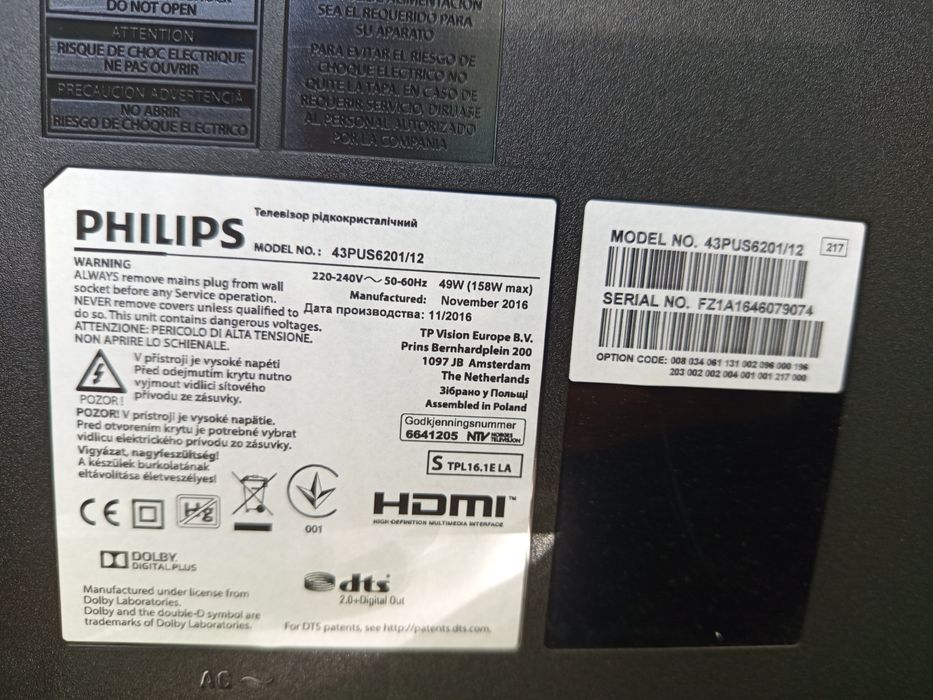 DO NOT OPEN
ATTENTION
RISQUE DE CHOC ELECTRIQUE
NE PAS OUVRIR
PRECAUCION ADVERTENCIA
NO ABRIR
RIESGO DE CHOQUE ELECTRICO
DE ALIMENTACION
SEA EL REQUERIDO PARA
SU APARATO
PARA EVITAR EL RIESGO DE
CHOQUE ELECTRICO NO
QUITE LA TAPA, EN CASO DE
REQUERIR SERVICIO, DIRIJASE
AL PERSONAL AUTORIZADO
POR LA COMPANIA
PHILIPS
Телевізор рідкокристалічний
MODEL NO.: 43PUS6201/12
WARNING
ALWAYS remove mains plug from wall
socket before any Service operation.
NEVER remove covers unless qualified to
do so. This unit contains dangerous voltages.
ATTENZIONE: PERICOLO DI ALTA TENSIONE.
NON APRIRE LO SCHIENALE.
220-240V~ 50-60Hz 49W (158W max)
Manufactured: November 2016
Дата производства: 11/2016
TP Vision Europe B.V.
Prins Bernhardplein 200
1097 JB Amsterdam
The Netherlands
Зібрано у Польщі
Assembled in Poland
V přístroji je vysoké napětí
Před odejmutím krytu nutno
vyjmout vidlici síťového
přívodu ze zásuvky.
POZOR!
POZOR! V prístroji je vysoké napätie.
Pred otvorením krytu je potrebné vybrat
vidlicu elektrického prívodu zo zásuvky.
Vigyázat, nagyfeszültség!
A készülek burkolatának
eltávolítása életveszélyes!
Godkjenningsnummer
6641205 NTV NORGES TELEVISJON
S TPL16.1E LA
CE
Hg
001
HDMI™
HIGH-DEFINITION MULTIMEDIA INTERFACE
DOLBY
DIGITAL PLUS
dts
2.0+Digital Out
Manufactured under license from
Dolby Laboratories.
Dolby and the double-D symbol are
trademarks of Dolby Laboratories.
For DTS patents, see http://patents.dts.com.
MODEL NO. 43PUS6201/12
217
SERIAL NO. FZ1A1646079074
OPTION CODE: 008 034 061 131 002 096 000 196
203 002 002 004 001 001 217 000
AC ~